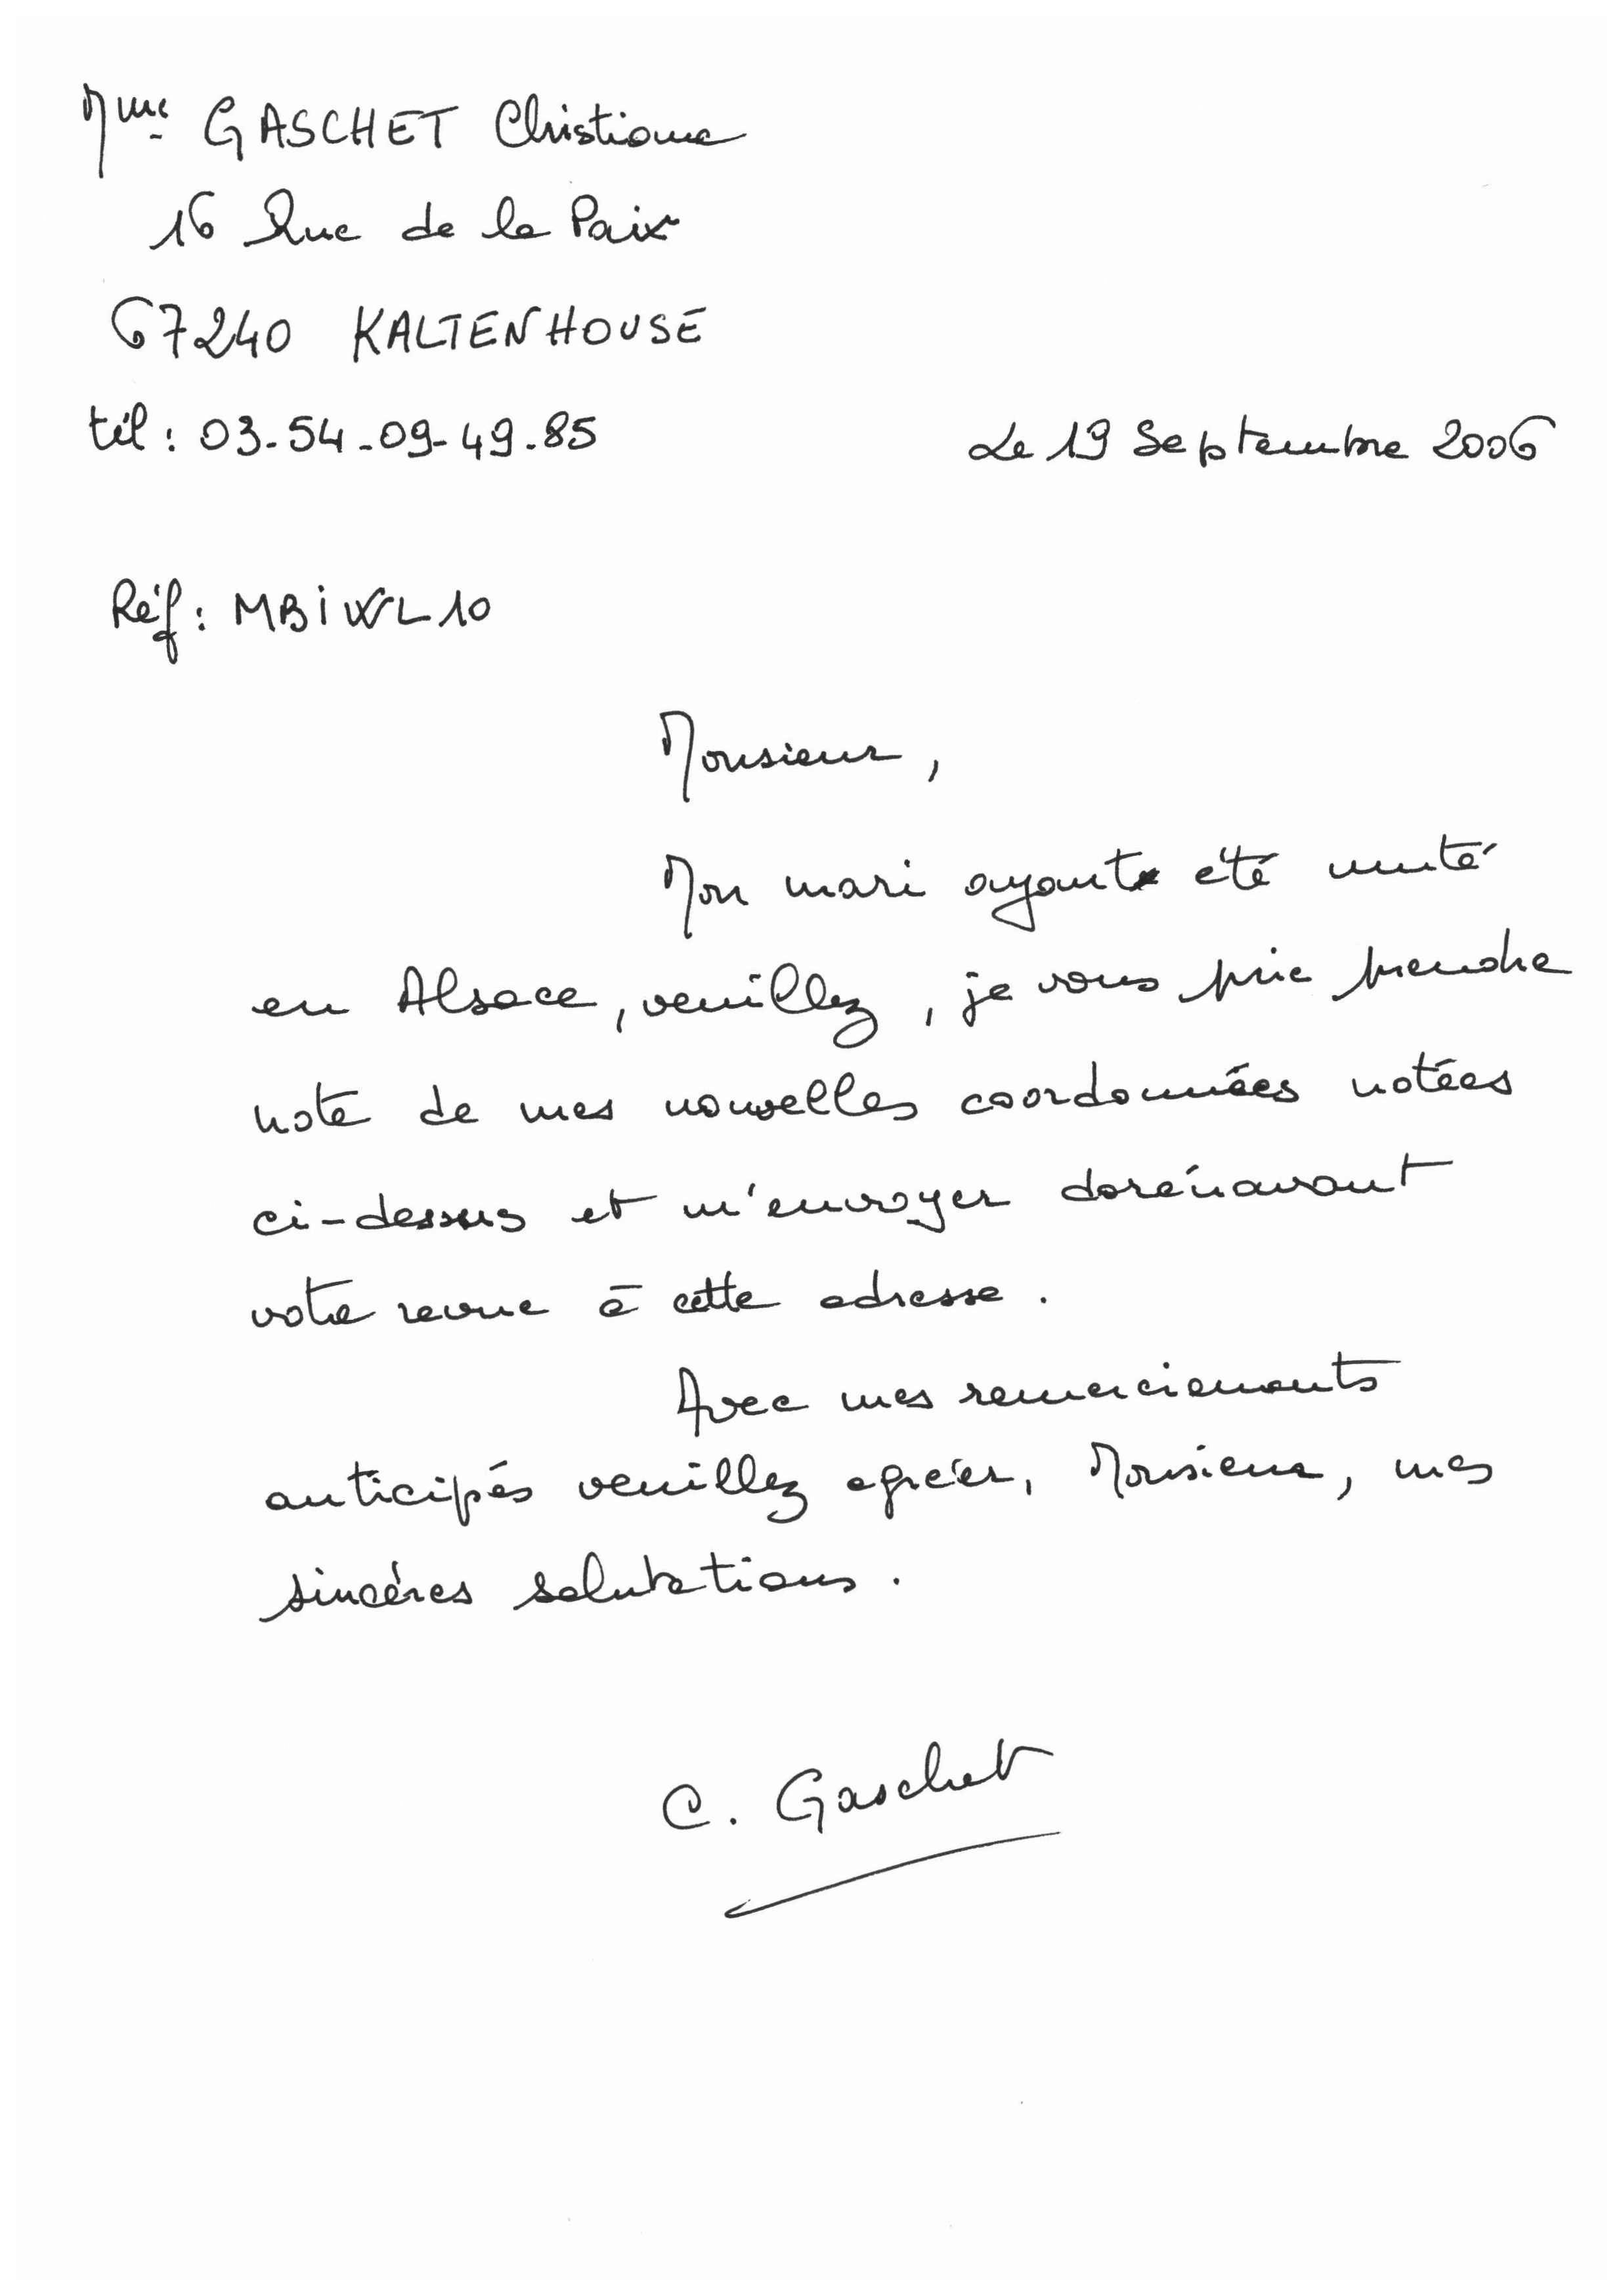 Mme GASCHET Christiane
16 Rue de la Paix
67240 KALTENHOUSE
tél : 03-54-09-49-85
Le 19 Septembre 2006
Réf : MBIWL10
Monsieur,
Mon mari ayant été muté
en Alsace, veuillez, je vous prie prendre
note de mes nouvelles coordonnées notées
ci-dessus et m'envoyer dorénavant
votre revue à cette adresse.
Avec mes remerciements
anticipés veuillez agréer, Monsieur, mes
sincères salutations.
C. Gaschet